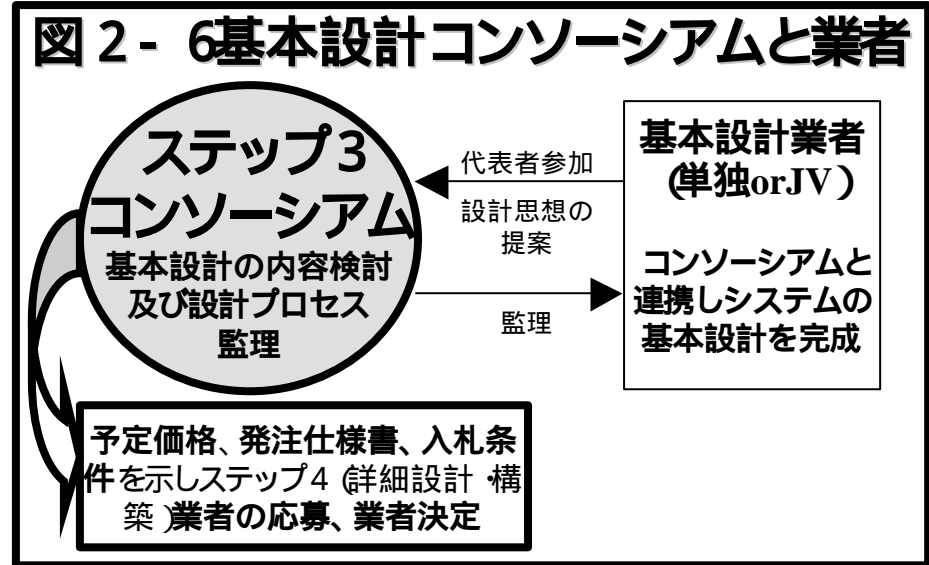 図2- 6基本設計コンソーシアムと業者
ステップ3
コンソーシアム
基本設計の内容検討
及び設計プロセス
監理
代表者参加
設計思想の
提案
監理
基本設計業者
(単独orJV)
コンソーシアムと
連携しシステムの
基本設計を完成
予定価格、発注仕様書、入札条
件を示しステップ4(詳細設計・構
築)業者の応募、業者決定